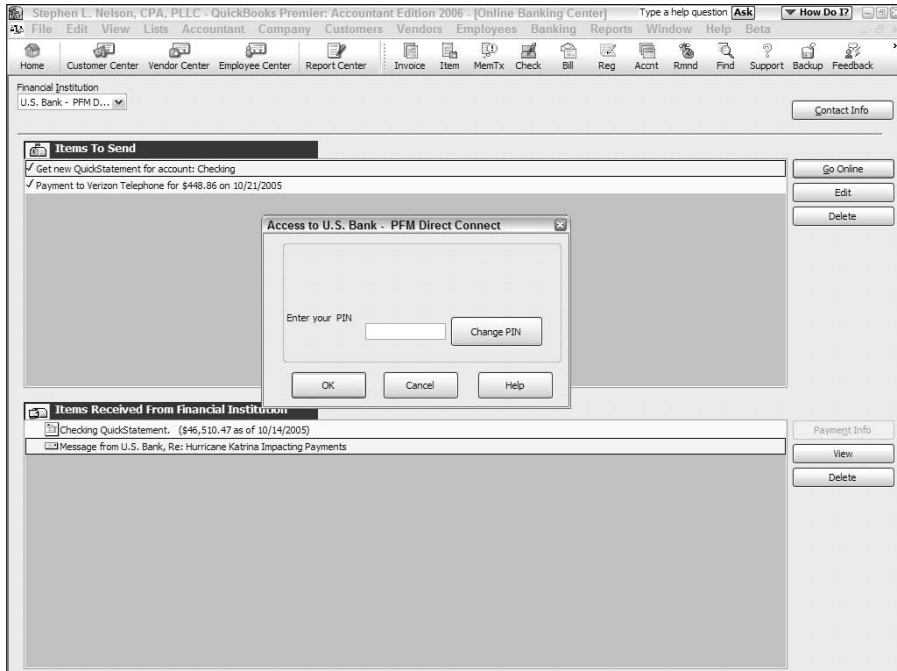 Stephen L. Nelson, CPA, PLLC - QuickBooks Premier: Accountant Edition 2006 - [Online Banking Center] Type a help question Ask How Do I?
File Edit View Lists Accountant Company Customers Vendors Employees Banking Reports Window Help Beta
Home Customer Center Vendor Center Employee Center Report Center Invoice Item MemTx Check Bill Reg Accnt Rmnd Find Support Backup Feedback
Financial Institution
U.S. Bank - PFM D...
Contact Info
Items To Send
Get new QuickStatement for account: Checking
Go Online
Payment to Verizon Telephone for $448.86 on 10/21/2005
Edit
Delete
Access to U.S. Bank - PFM Direct Connect
Enter your PIN
Change PIN
OK Cancel Help
Items Received From Financial Institution
Checking QuickStatement. ($46,510.47 as of 10/14/2005)
Payment Info
Message from U.S. Bank, Re: Hurricane Katrina Impacting Payments
View
Delete